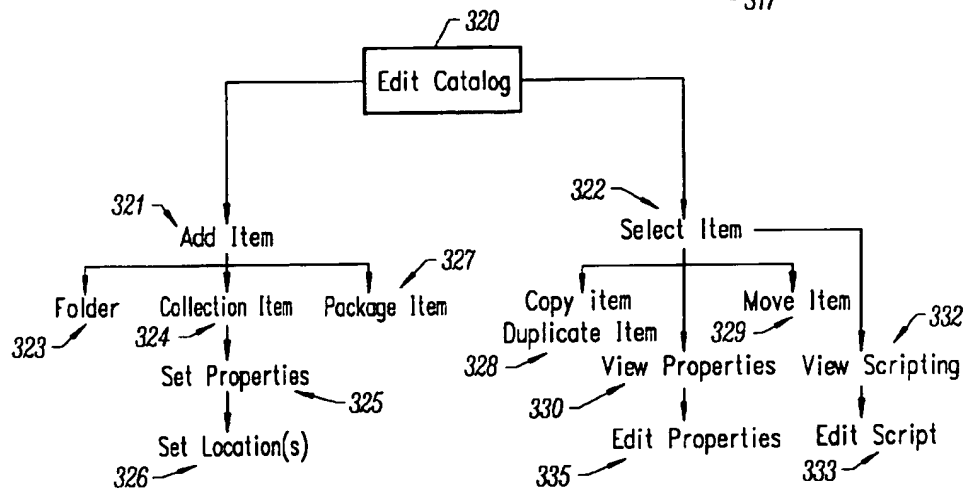 317
320
Edit Catalog
321
Add Item
322
Select Item
327
Folder
Collection Item
Package Item
323
324
Copy item
Duplicate Item
328
Move Item
329
332
Set Properties
325
View Properties
330
View Scripting
Set Location(s)
326
Edit Properties
335
Edit Script
333